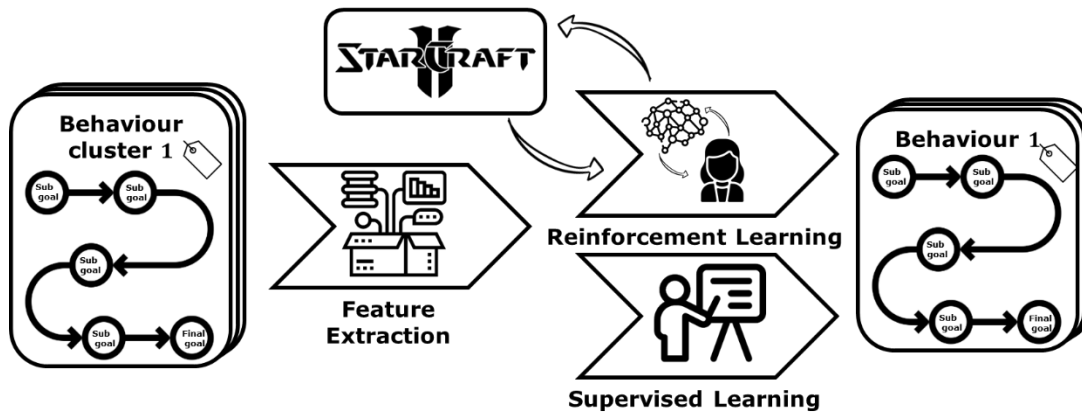 STARCRAFT
II
Behaviour
cluster 1
Sub
goal
Sub
goal
Sub
goal
Sub
goal
Final
goal
Feature
Extraction
Reinforcement Learning
Supervised Learning
Behaviour 1
Sub
goal
Sub
goal
Sub
goal
Sub
goal
Final
goal